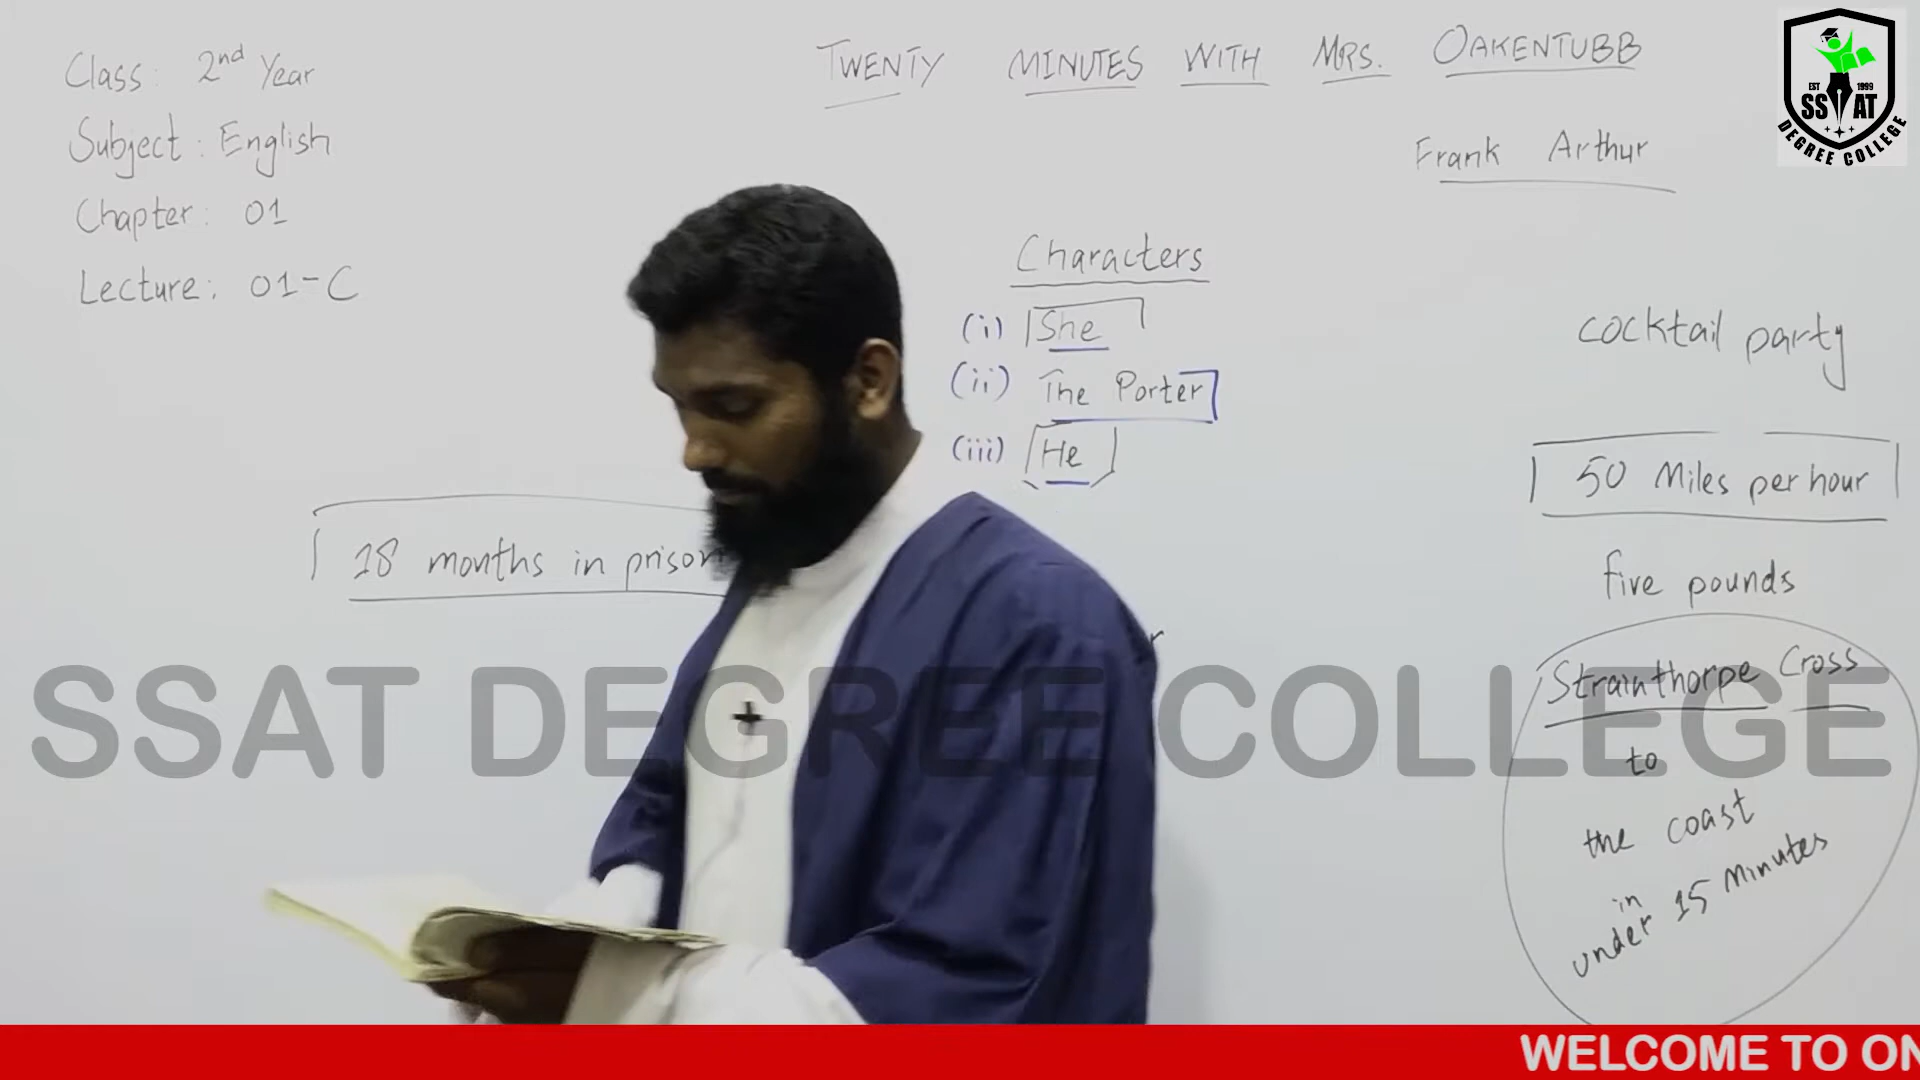 Class: 2nd Year
Subject: English
Chapter: 01
Lecture: 01-C
TWENTY MINUTES WITH MRS. OAKENTUBB
Frank Arthur
EST 1999
SSAT
DEGREE COLLEGE
Characters
(i) She
(ii) The Porter
(iii) He
18 months in prison
cocktail party
50 Miles per hour
five pounds
Strainthorpe Cross
to
the coast
in
under 15 Minutes
SSAT DEGREE COLLEGE
WELCOME TO ON